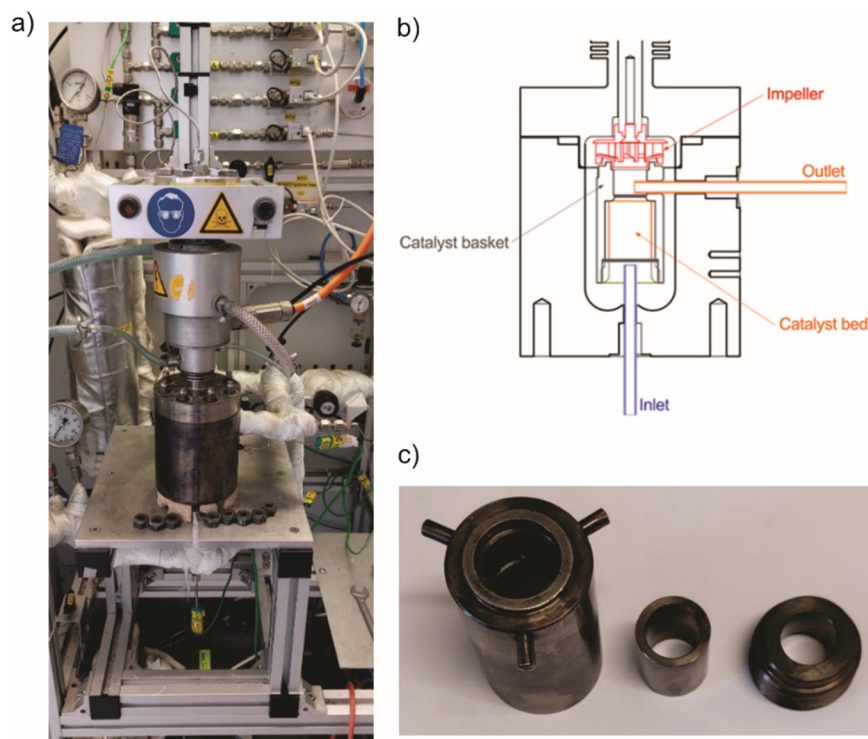 a)
b)
Impeller
Outlet
Catalyst basket
Catalyst bed
Inlet
c)